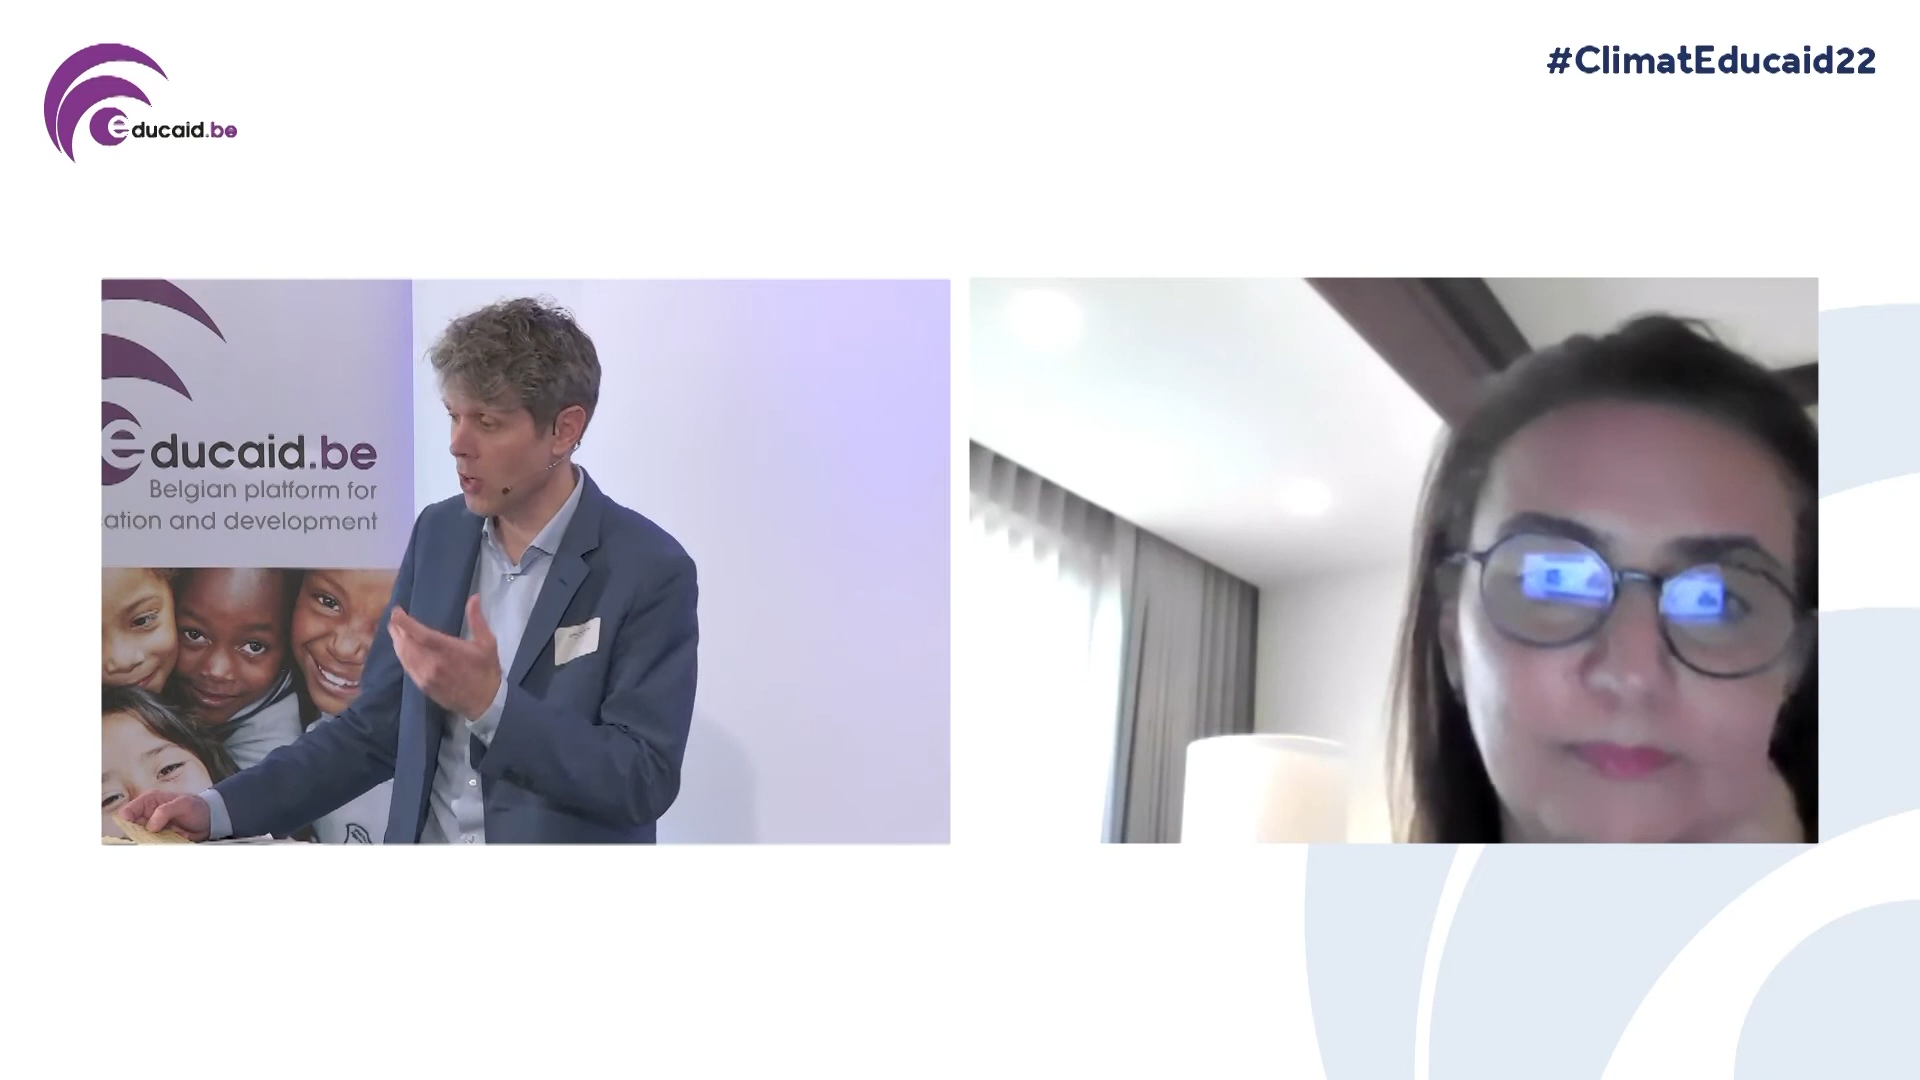 educaid.be
#ClimatEducaid22
educaid.be
Belgian platform for
ation and development